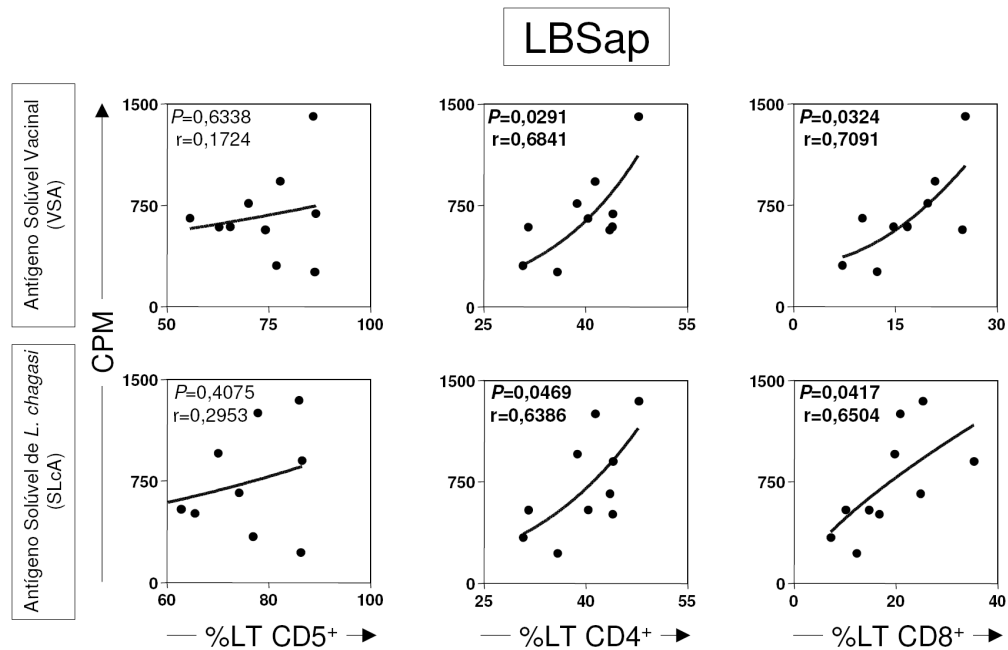 LBSap
Antígeno Solúvel Vacinal
(VSA)
Antígeno Solúvel de L. chagasi
(SLcA)
CPM
P=0,6338
r=0,1724
1500
750
0
50
75
100
P=0,0291
r=0,6841
1500
750
0
25
40
55
P=0,0324
r=0,7091
1500
750
0
0
15
30
P=0,4075
r=0,2953
1500
750
0
60
80
100
P=0,0469
r=0,6386
1500
750
0
25
40
55
P=0,0417
r=0,6504
1500
750
0
0
20
40
%LT CD5⁺
%LT CD4⁺
%LT CD8⁺